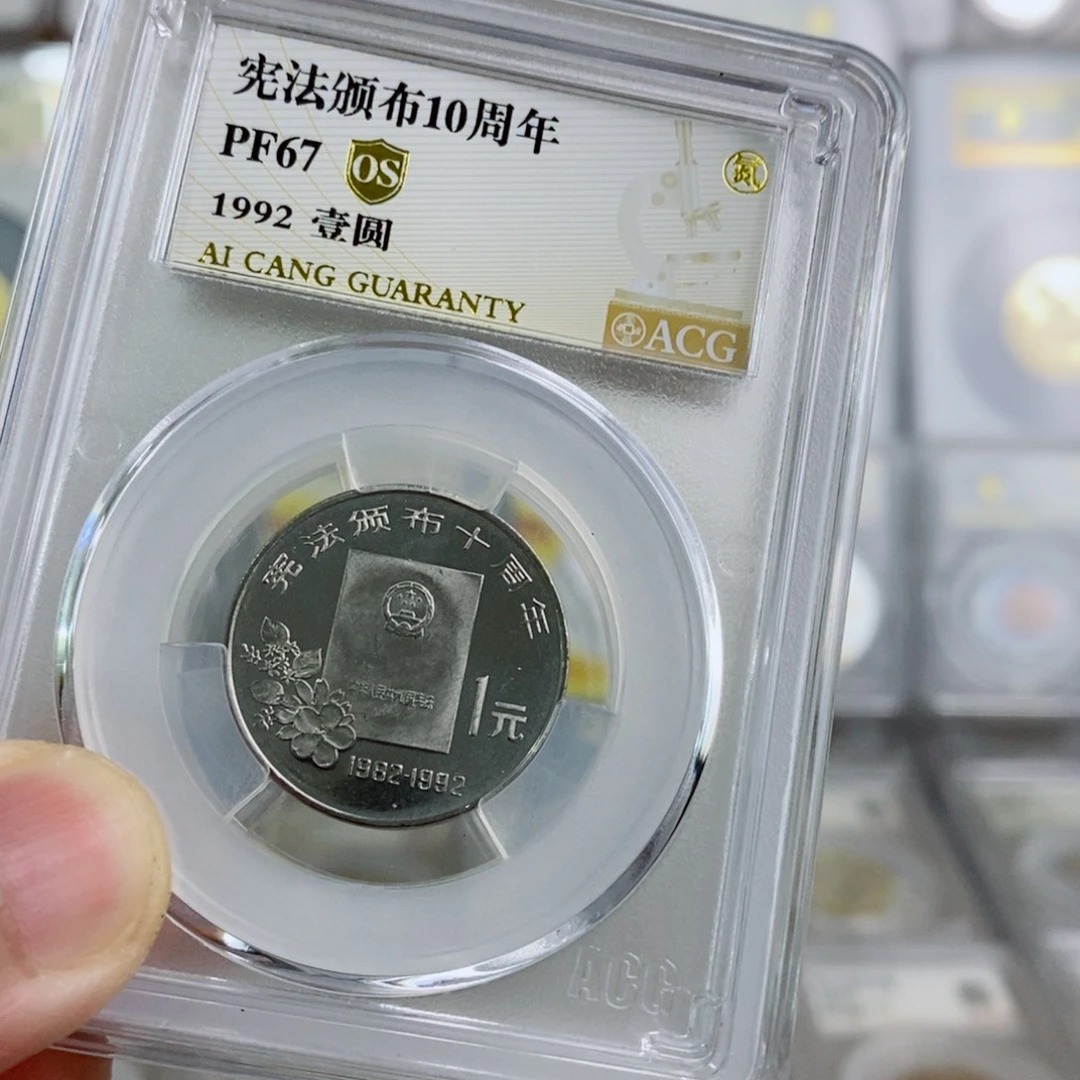 宪法颁布10周年
PF67 OS
1992 壹圆
AI CANG GUARANTY
ACG
宪法颁布十周年
1元
1982-1992
ACG